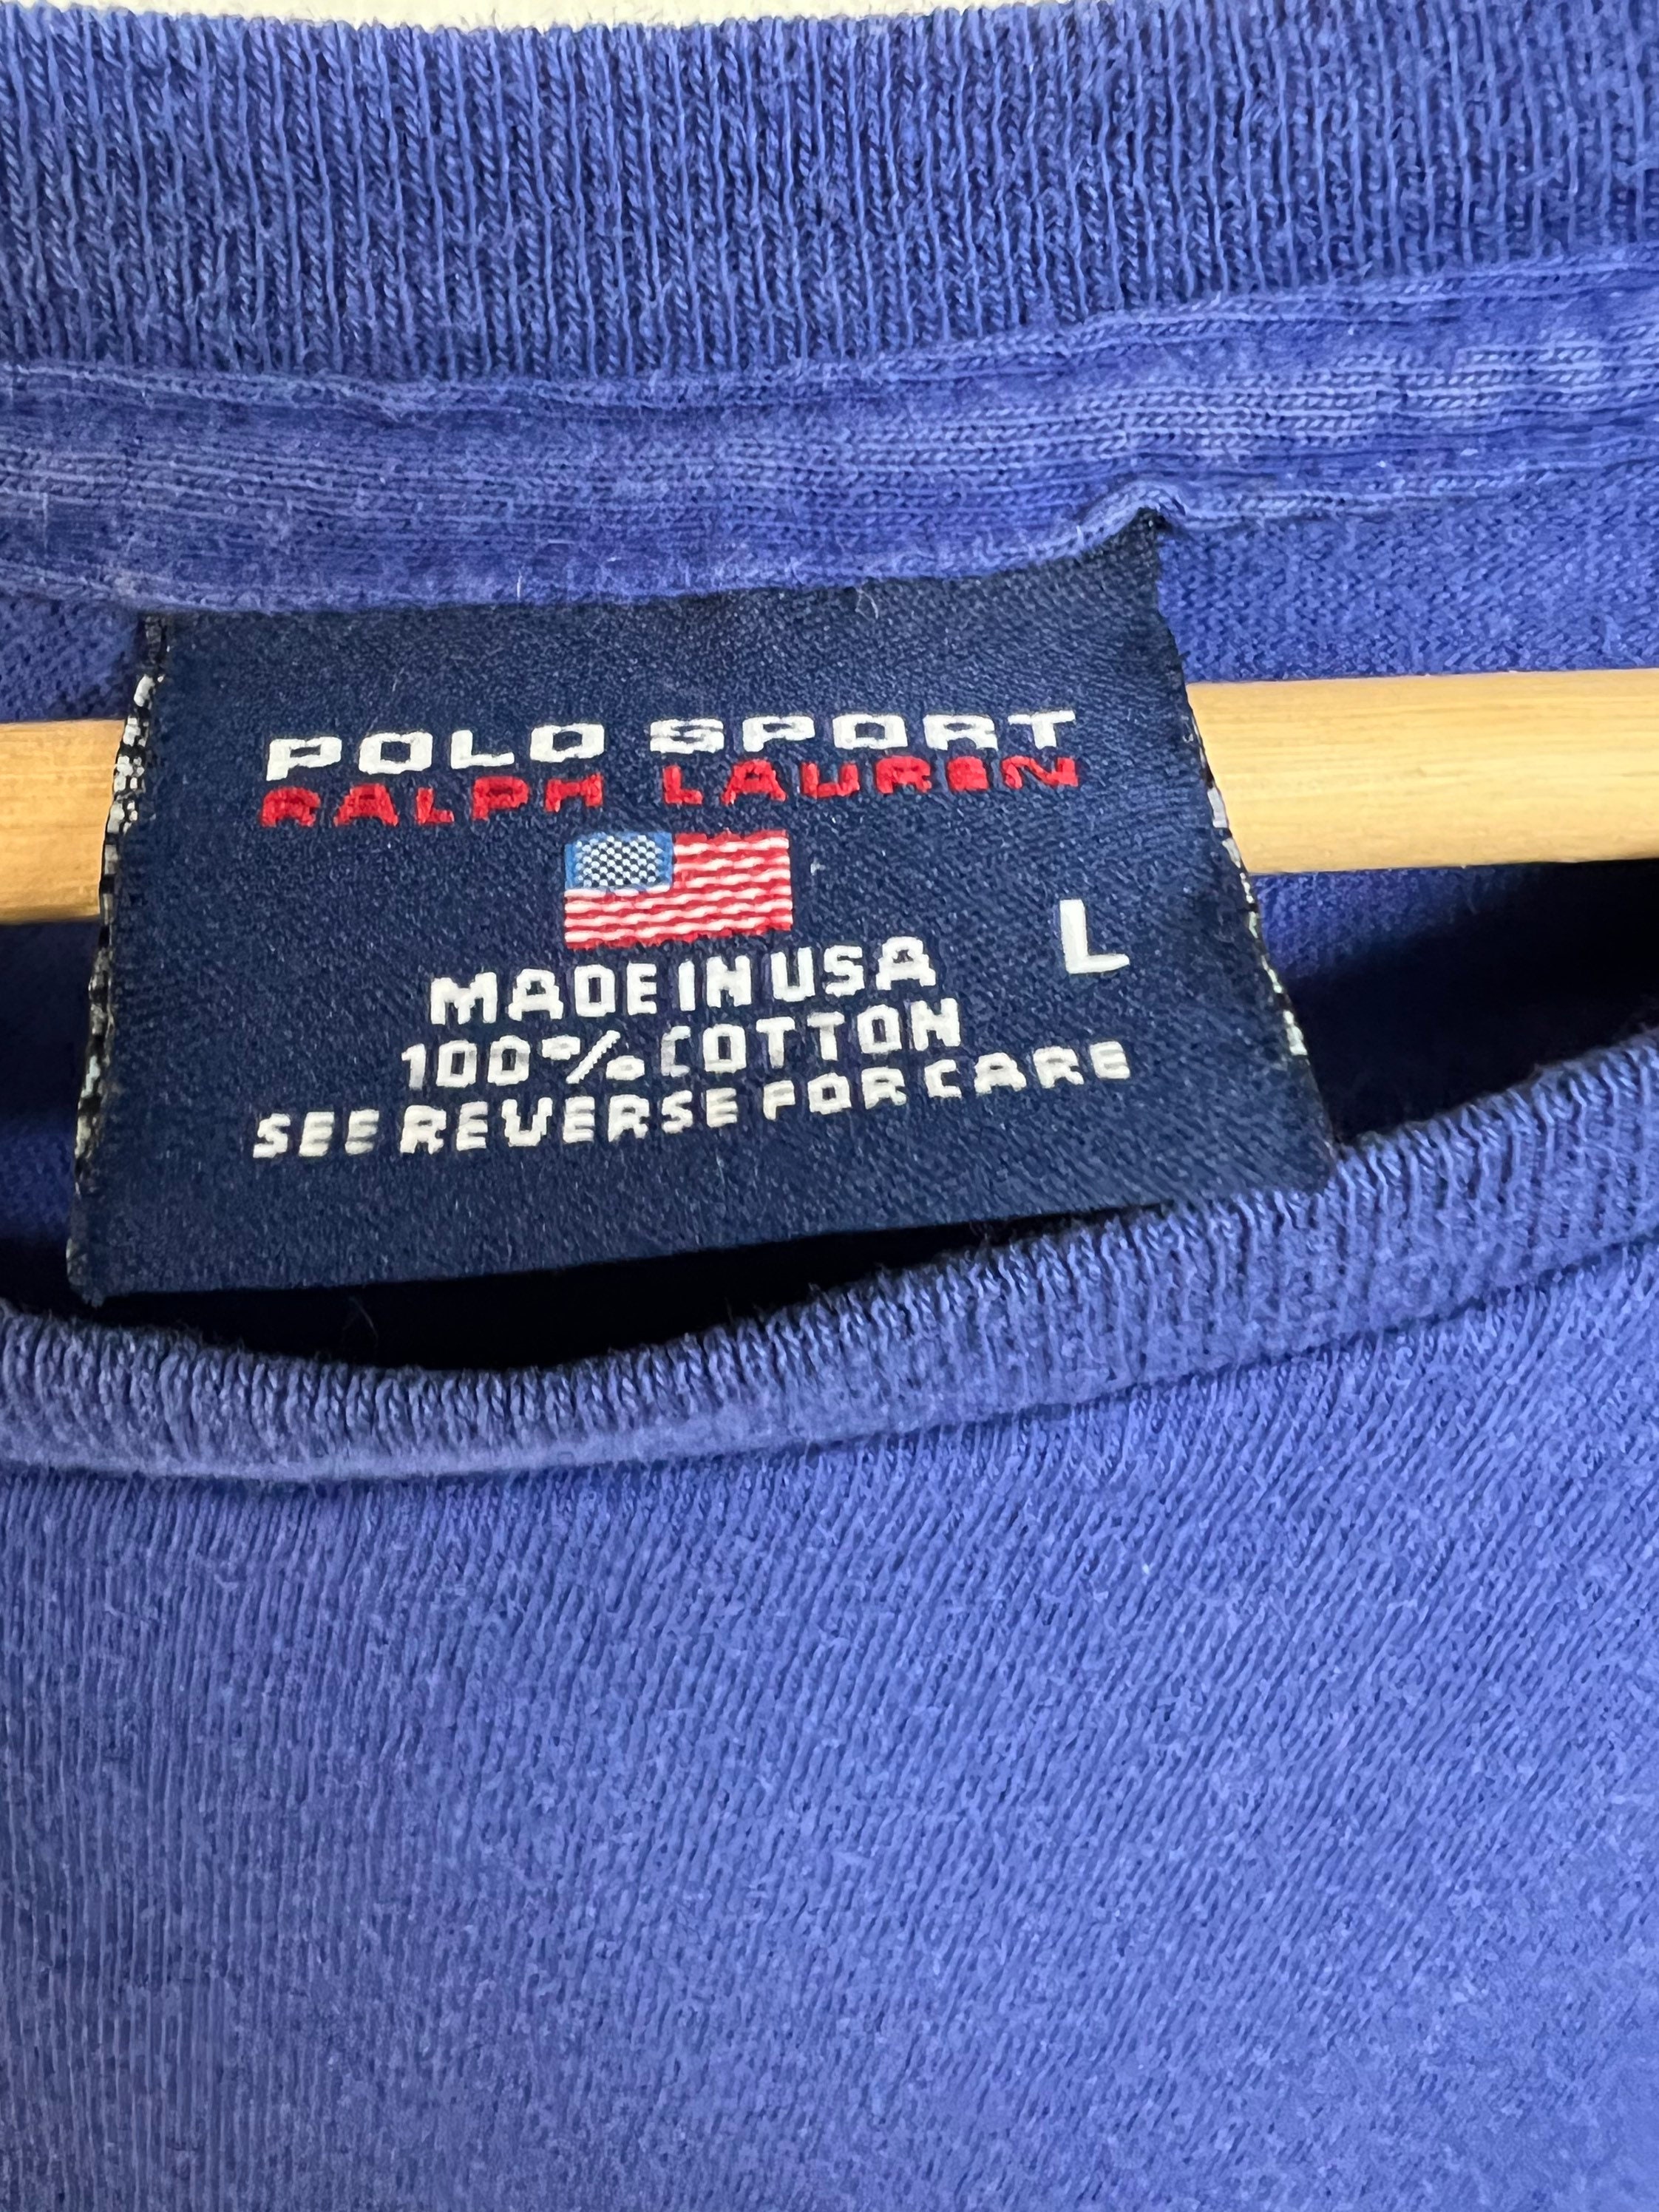 POLO SPORT
RALPH LAUREN
L
MADE IN USA
100% COTTON
SEE REVERSE FOR CARE